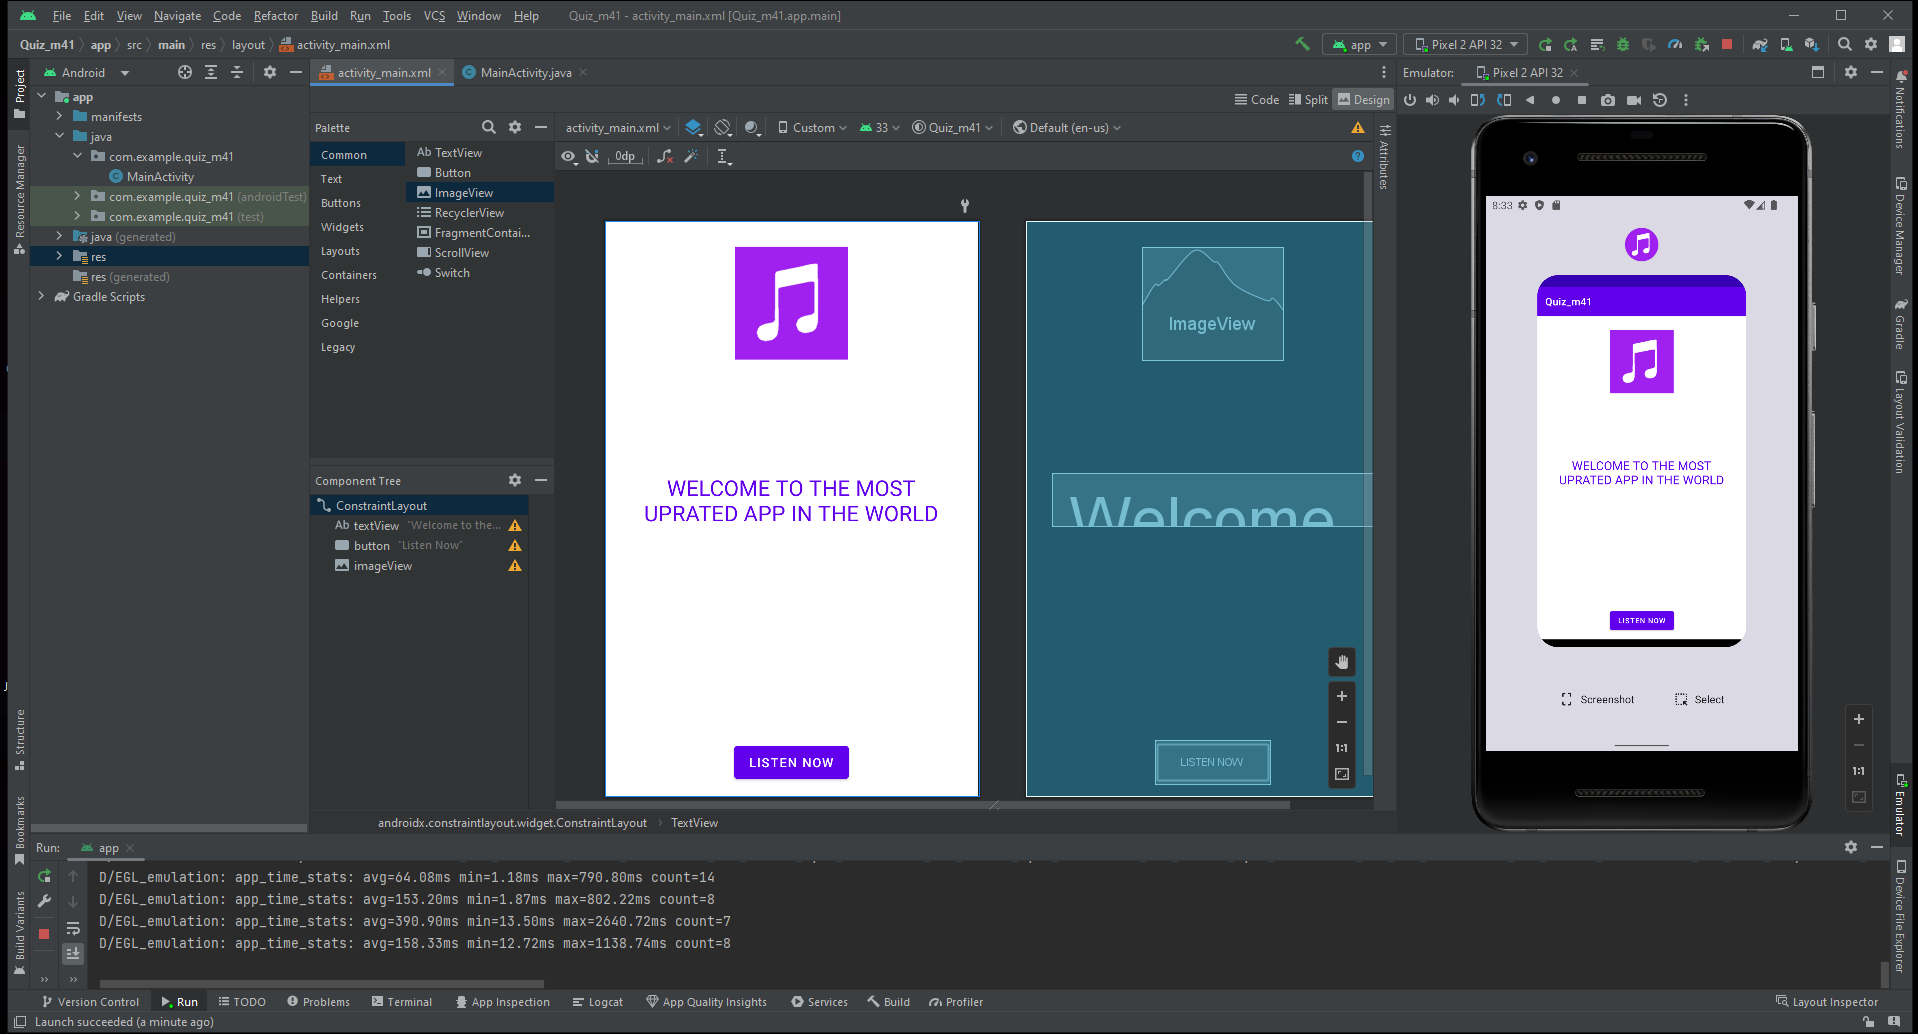 File Edit View Navigate Code Refactor Build Run Tools VCS Window Help Quiz_m41 - activity_main.xml [Quiz_m41.app.main]
Quiz_m41 app src main res layout activity_main.xml app Pixel 2 API 32
Android activity_main.xml MainActivity.java Emulator: Pixel 2 API 32
Project
Resource Manager
Structure
Bookmarks
Build Variants
app
manifests
java
com.example.quiz_m41
MainActivity
com.example.quiz_m41 (androidTest)
com.example.quiz_m41 (test)
java (generated)
res
res (generated)
Gradle Scripts
Code Split Design
Palette
Common
Text
Buttons
Widgets
Layouts
Containers
Helpers
Google
Legacy
Ab TextView
Button
ImageView
RecyclerView
FragmentContai...
ScrollView
Switch
Component Tree
ConstraintLayout
Ab textView "Welcome to the...
button "Listen Now"
imageView
activity_main.xml Custom 33 Quiz_m41 Default (en-us)
0dp
WELCOME TO THE MOST
UPRATED APP IN THE WORLD
LISTEN NOW
ImageView
Welcome
LISTEN NOW
1:1
Attributes
androidx.constraintlayout.widget.ConstraintLayout TextView
8:33
Quiz_m41
WELCOME TO THE MOST
UPRATED APP IN THE WORLD
LISTEN NOW
Screenshot Select
1:1
Notifications
Device Manager
Gradle
Layout Validation
Emulator
Device File Explorer
Run: app
D/EGL_emulation: app_time_stats: avg=64.08ms min=1.18ms max=790.80ms count=14
D/EGL_emulation: app_time_stats: avg=153.20ms min=1.87ms max=802.22ms count=8
D/EGL_emulation: app_time_stats: avg=390.90ms min=13.50ms max=2640.72ms count=7
D/EGL_emulation: app_time_stats: avg=158.33ms min=12.72ms max=1138.74ms count=8
Version Control Run TODO Problems Terminal App Inspection Logcat App Quality Insights Services Build Profiler Layout Inspector
Launch succeeded (a minute ago)